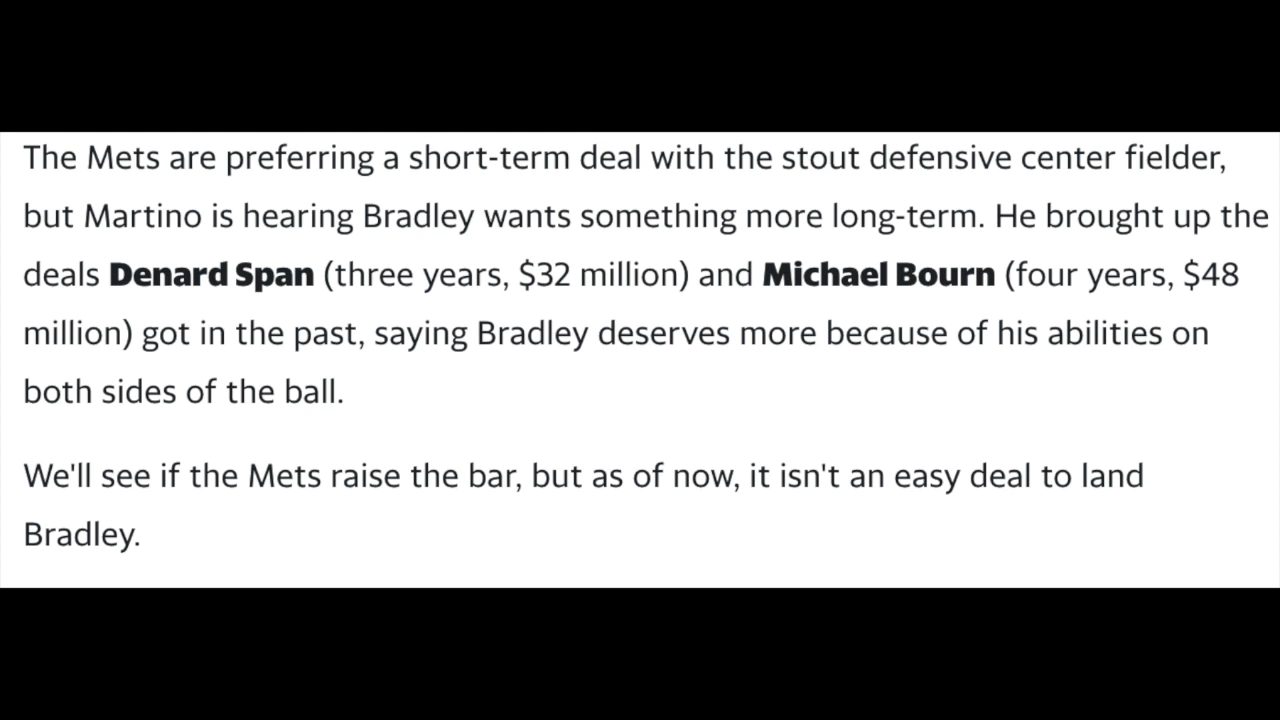 The Mets are preferring a short-term deal with the stout defensive center fielder,
but Martino is hearing Bradley wants something more long-term. He brought up the
deals Denard Span (three years, $32 million) and Michael Bourn (four years, $48
million) got in the past, saying Bradley deserves more because of his abilities on
both sides of the ball.
We'll see if the Mets raise the bar, but as of now, it isn't an easy deal to land
Bradley.